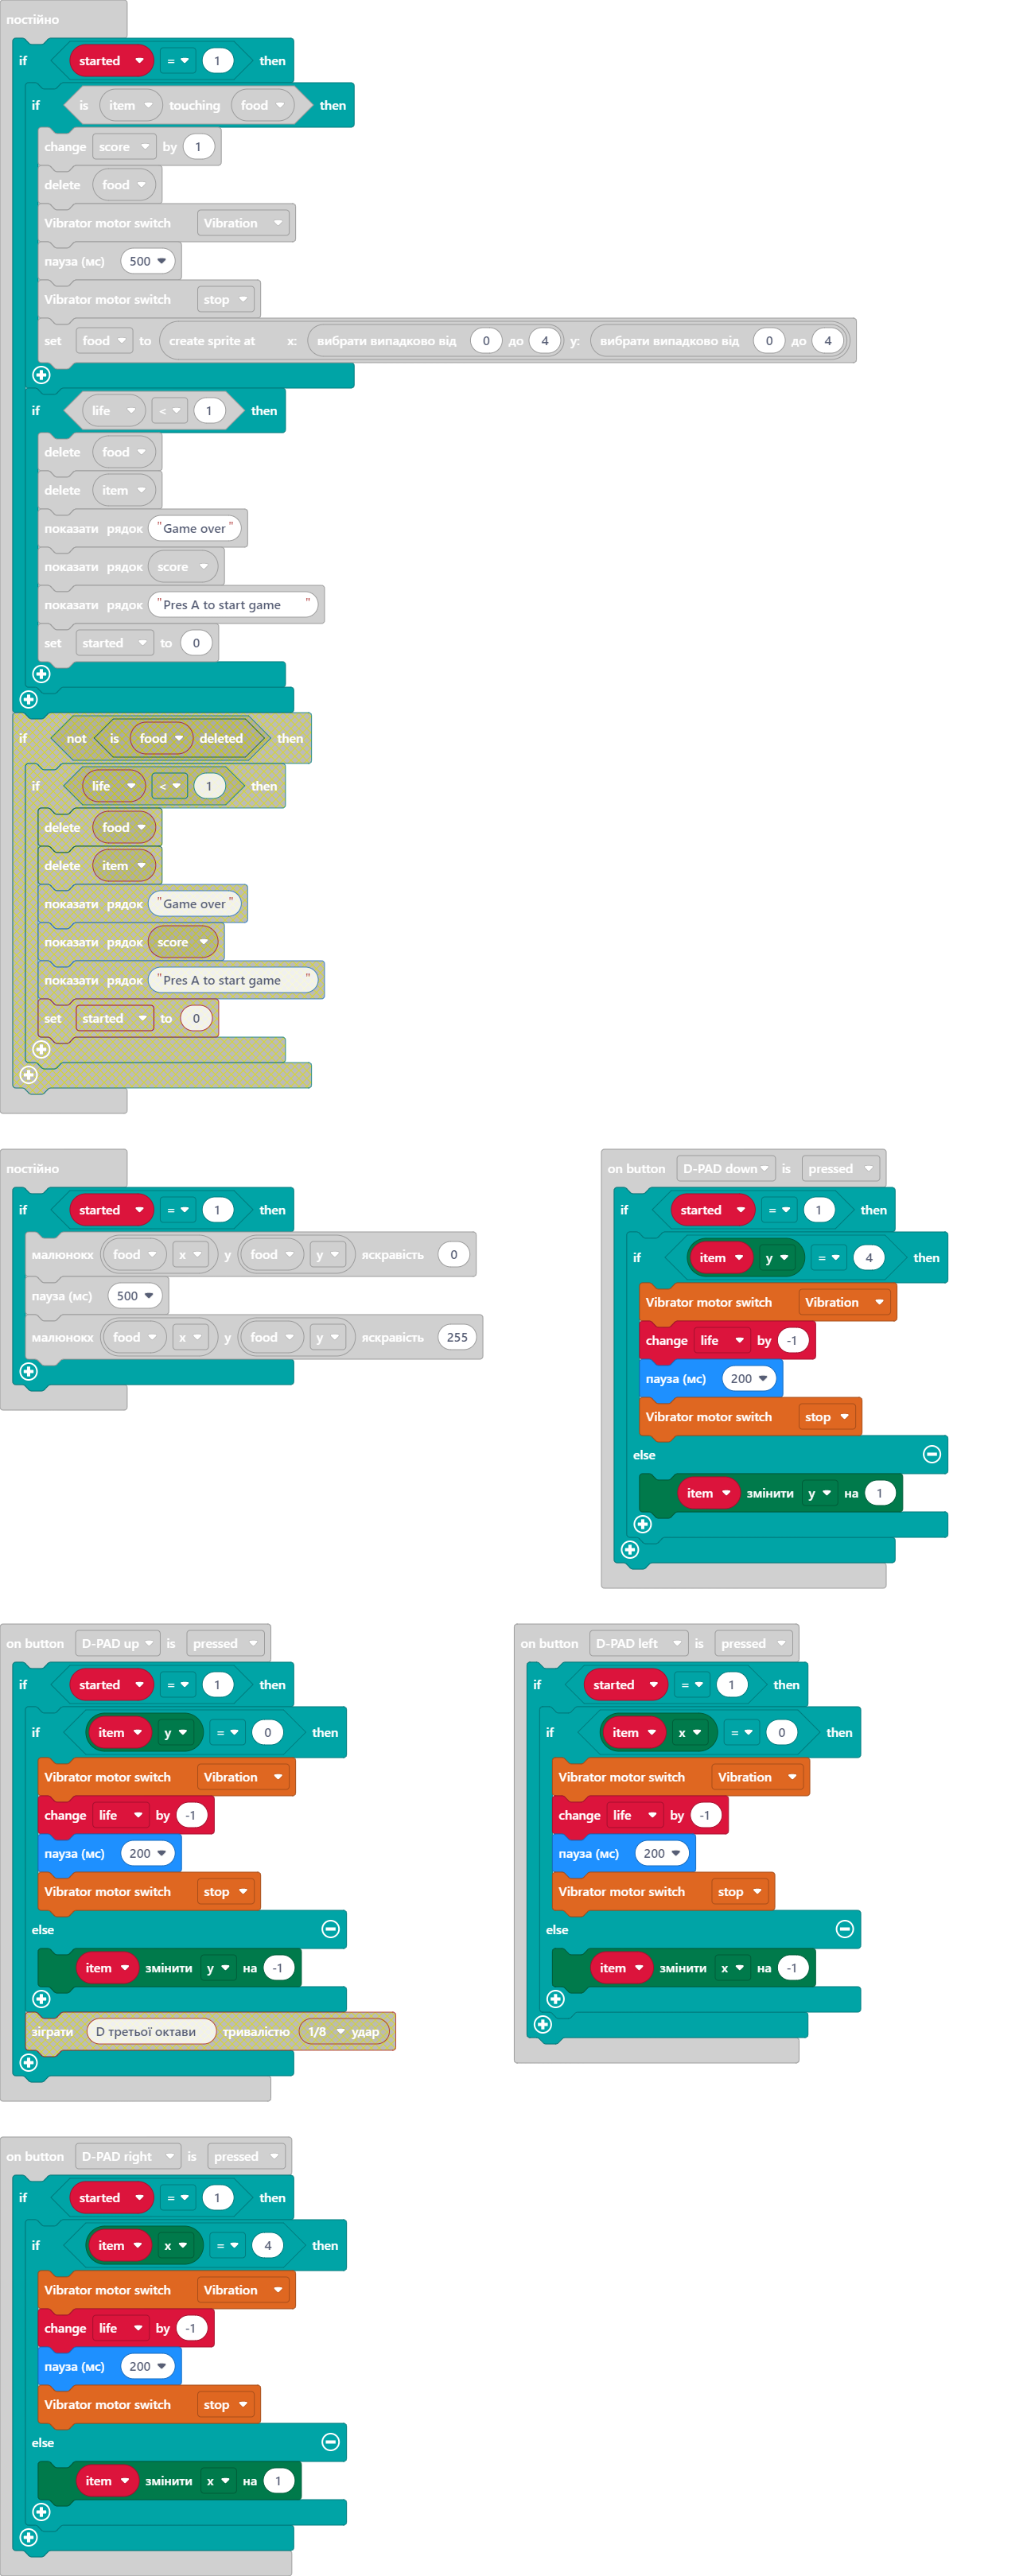 постійно
if started = 1 then
if is item touching food then
change score by 1
delete food
Vibrator motor switch Vibration
пауза (мс) 500
Vibrator motor switch stop
set food to create sprite at x: вибрати випадково від 0 до 4 y: вибрати випадково від 0 до 4
if life < 1 then
delete food
delete item
показати рядок "Game over"
показати рядок score
показати рядок "Pres A to start game "
set started to 0
if not is food deleted then
if life < 1 then
delete food
delete item
показати рядок "Game over"
показати рядок score
показати рядок "Pres A to start game "
set started to 0
постійно
if started = 1 then
малюнокx food x y food y яскравість 0
пауза (мс) 500
малюнокx food x y food y яскравість 255
on button D-PAD down is pressed
if started = 1 then
if item y = 4 then
Vibrator motor switch Vibration
change life by -1
пауза (мс) 200
Vibrator motor switch stop
else
item змінити y на 1
on button D-PAD up is pressed
if started = 1 then
if item y = 0 then
Vibrator motor switch Vibration
change life by -1
пауза (мс) 200
Vibrator motor switch stop
else
item змінити y на -1
зіграти D третьої октави тривалістю 1/8 удар
on button D-PAD left is pressed
if started = 1 then
if item x = 0 then
Vibrator motor switch Vibration
change life by -1
пауза (мс) 200
Vibrator motor switch stop
else
item змінити x на -1
on button D-PAD right is pressed
if started = 1 then
if item x = 4 then
Vibrator motor switch Vibration
change life by -1
пауза (мс) 200
Vibrator motor switch stop
else
item змінити x на 1